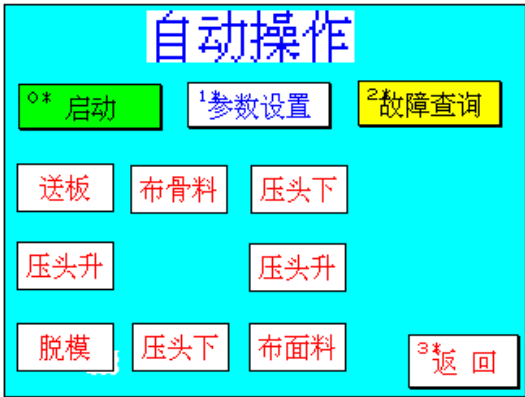 自动操作
0* 启动 1*参数设置 2*故障查询
送板 布骨料 压头下
压头升 压头升
脱模 压头下 布面料
3*返 回